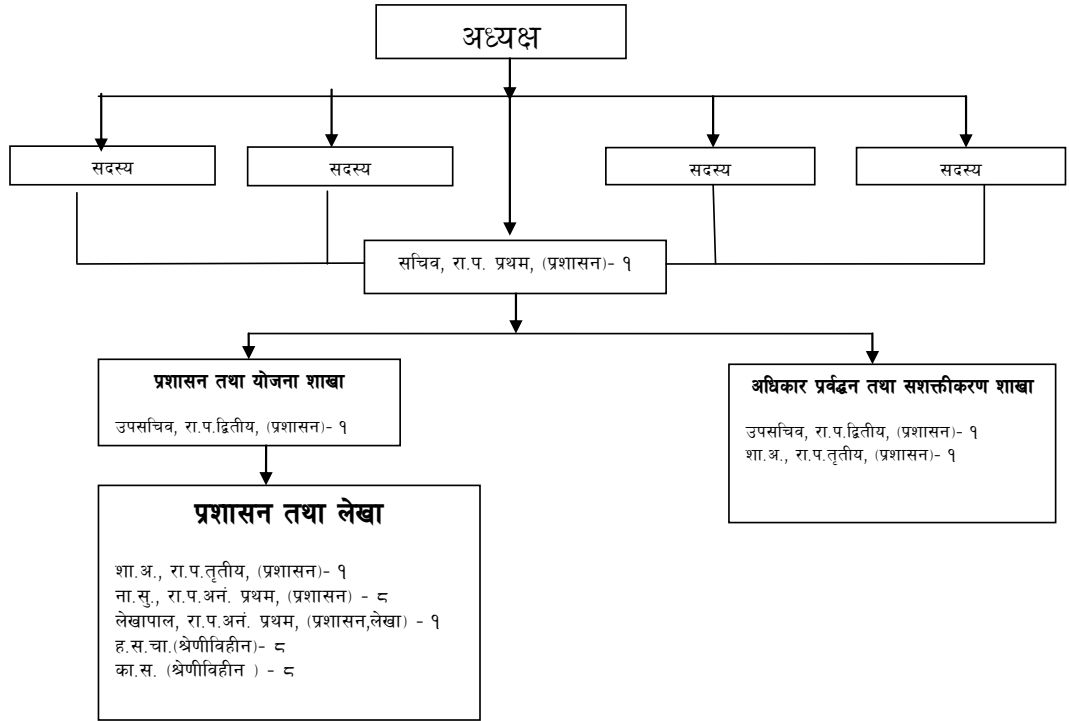 अध्यक्ष
सदस्य
सदस्य
सदस्य
सदस्य
सचिव, रा.प. प्रथम, (प्रशासन)- १
प्रशासन तथा योजना शाखा
उपसचिव, रा.प.द्वितीय, (प्रशासन)- १
अधिकार प्रर्वद्धन तथा सशक्तीकरण शाखा
उपसचिव, रा.प.द्वितीय, (प्रशासन)- १
शा.अ., रा.प.तृतीय, (प्रशासन)- १
प्रशासन तथा लेखा
शा.अ., रा.प.तृतीय, (प्रशासन)- १
ना.सु., रा.प.अनं. प्रथम, (प्रशासन) - ८
लेखापाल, रा.प.अनं. प्रथम, (प्रशासन,लेखा) - १
ह.स.चा.(श्रेणीविहीन)- ८
का.स. (श्रेणीविहीन ) - ८